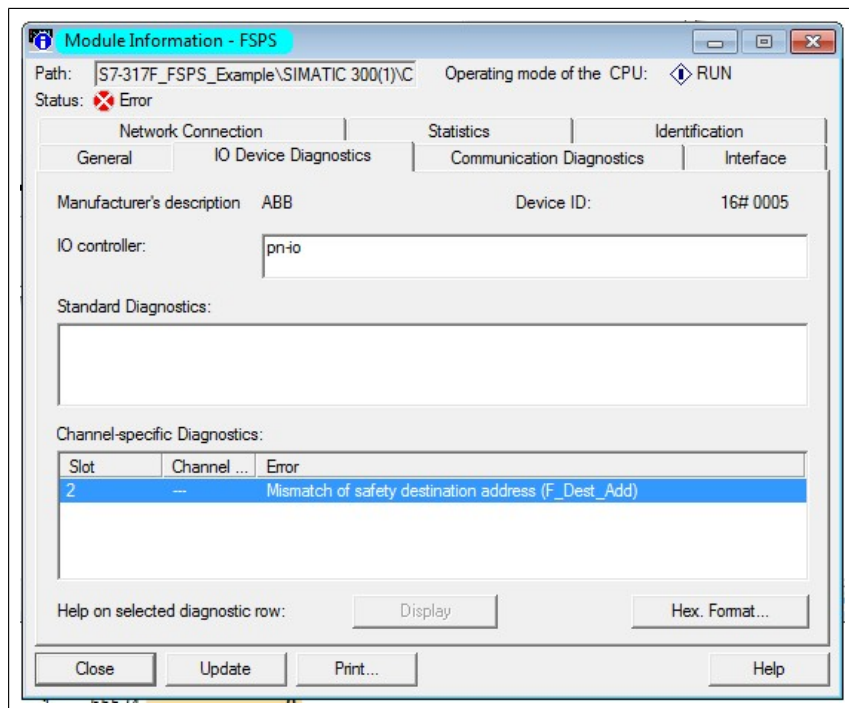 Module Information - FSPS
Path: S7-317F_FSPS_Example\SIMATIC 300(1)\C Operating mode of the CPU: RUN
Status: Error
Network Connection Statistics Identification
General IO Device Diagnostics Communication Diagnostics Interface
Manufacturer's description ABB Device ID: 16# 0005
IO controller: pn-io
Standard Diagnostics:
Channel-specific Diagnostics:
Slot Channel ... Error
2 --- Mismatch of safety destination address (F_Dest_Add)
Help on selected diagnostic row: Display Hex. Format...
Close Update Print... Help